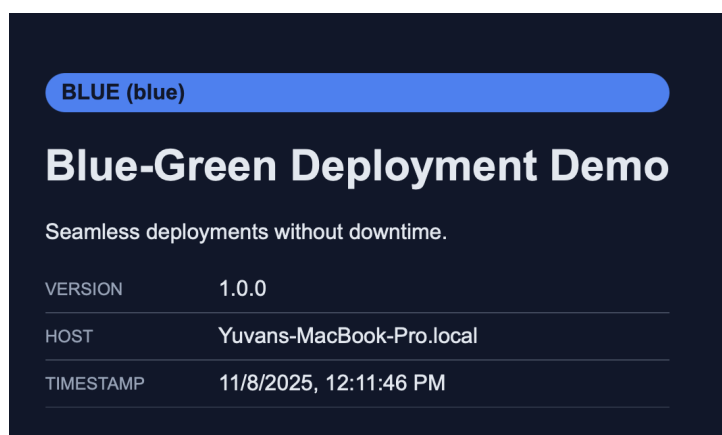 BLUE (blue)
Blue-Green Deployment Demo
Seamless deployments without downtime.
VERSION 1.0.0
HOST Yuvans-MacBook-Pro.local
TIMESTAMP 11/8/2025, 12:11:46 PM